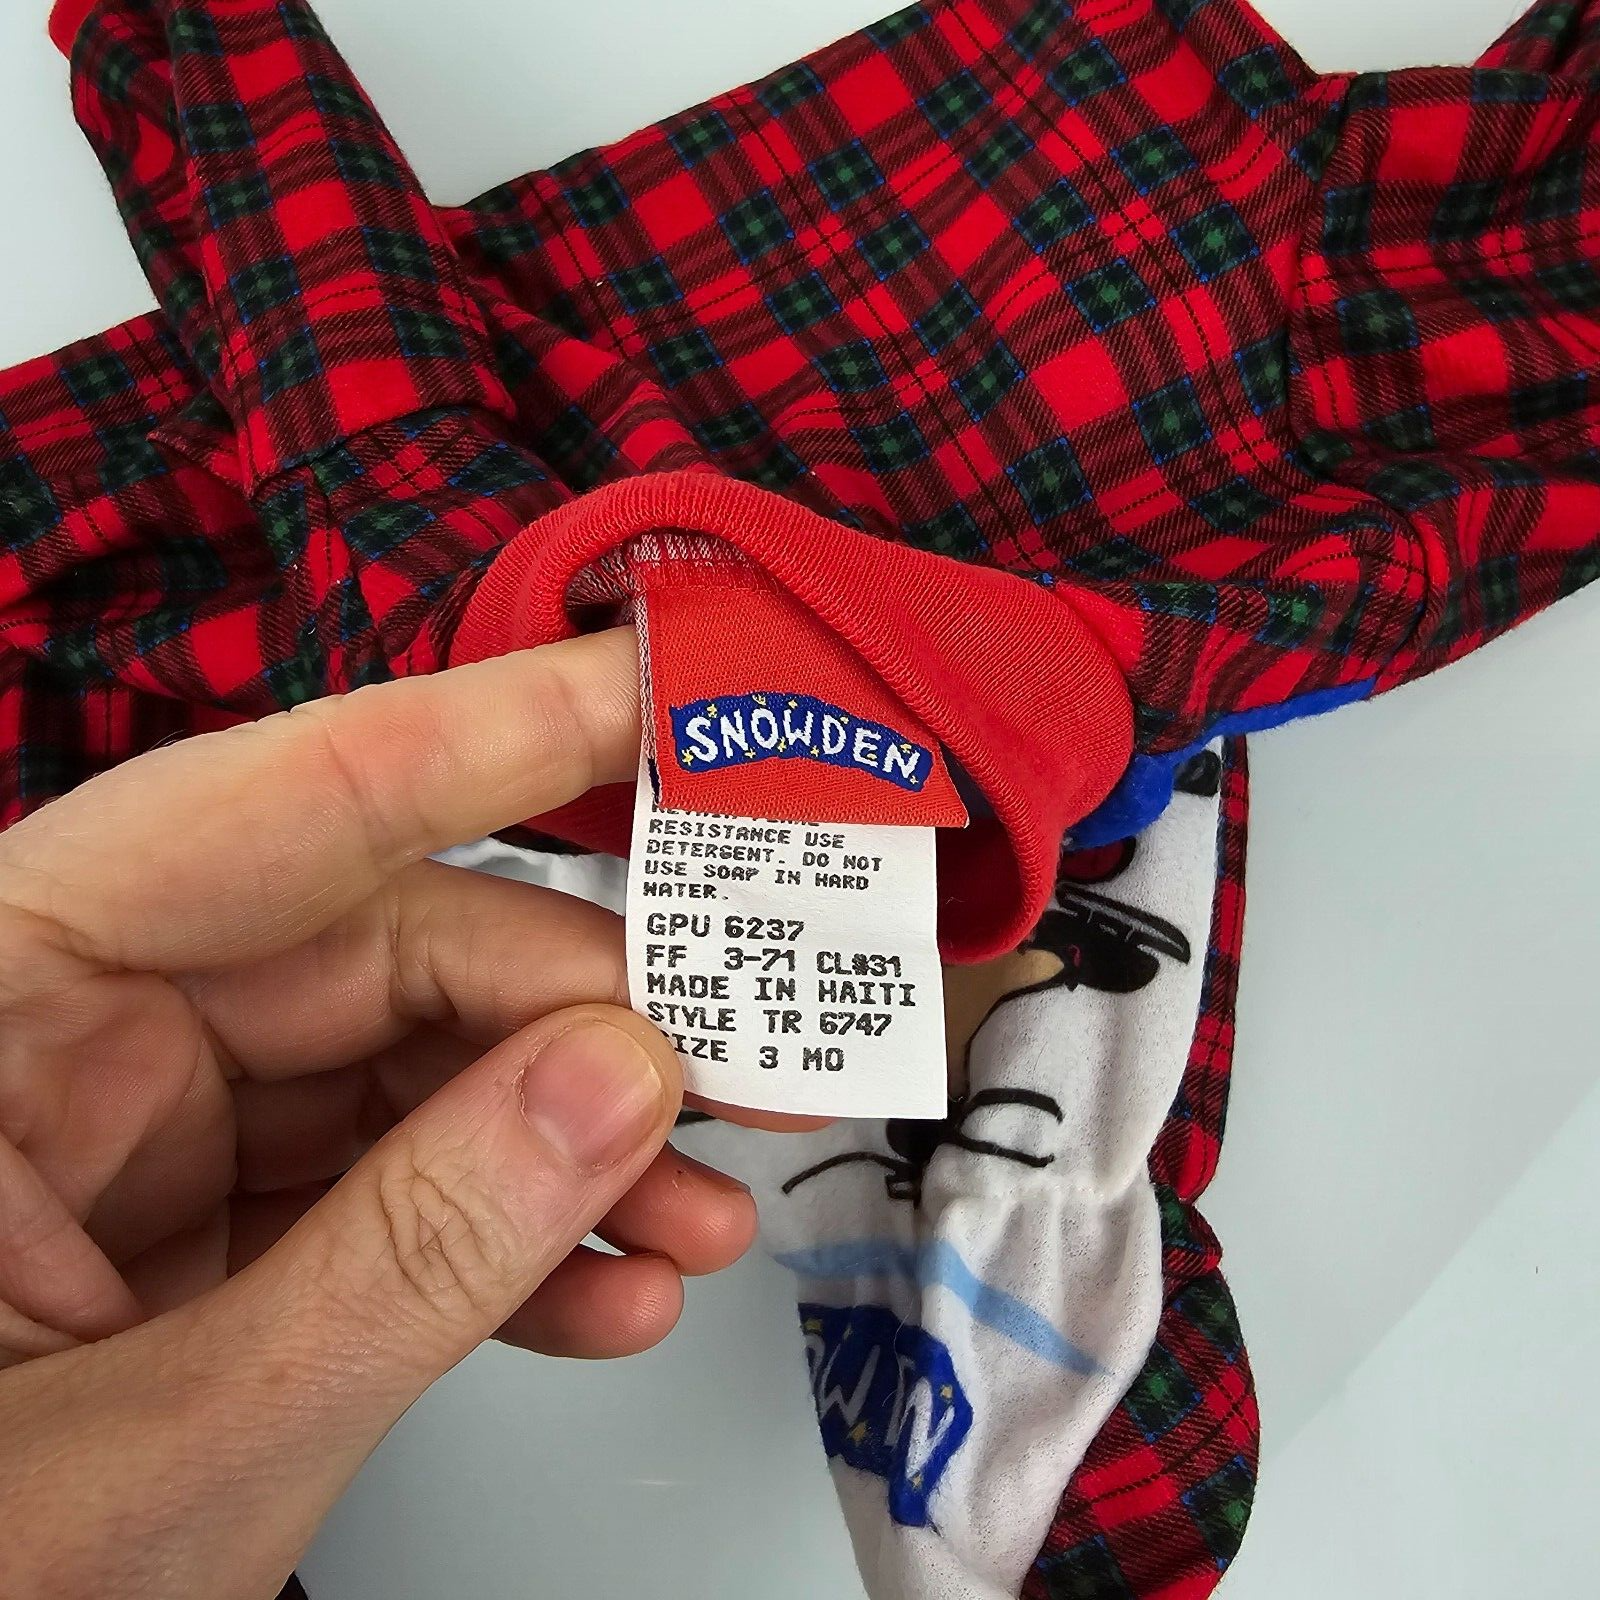 SNOWDEN
RESISTANCE USE
DETERGENT. DO NOT
USE SOAP IN HARD
WATER.
GPU 6237
FF 3-71 CL#31
MADE IN HAITI
STYLE TR 6747
SIZE 3 MO